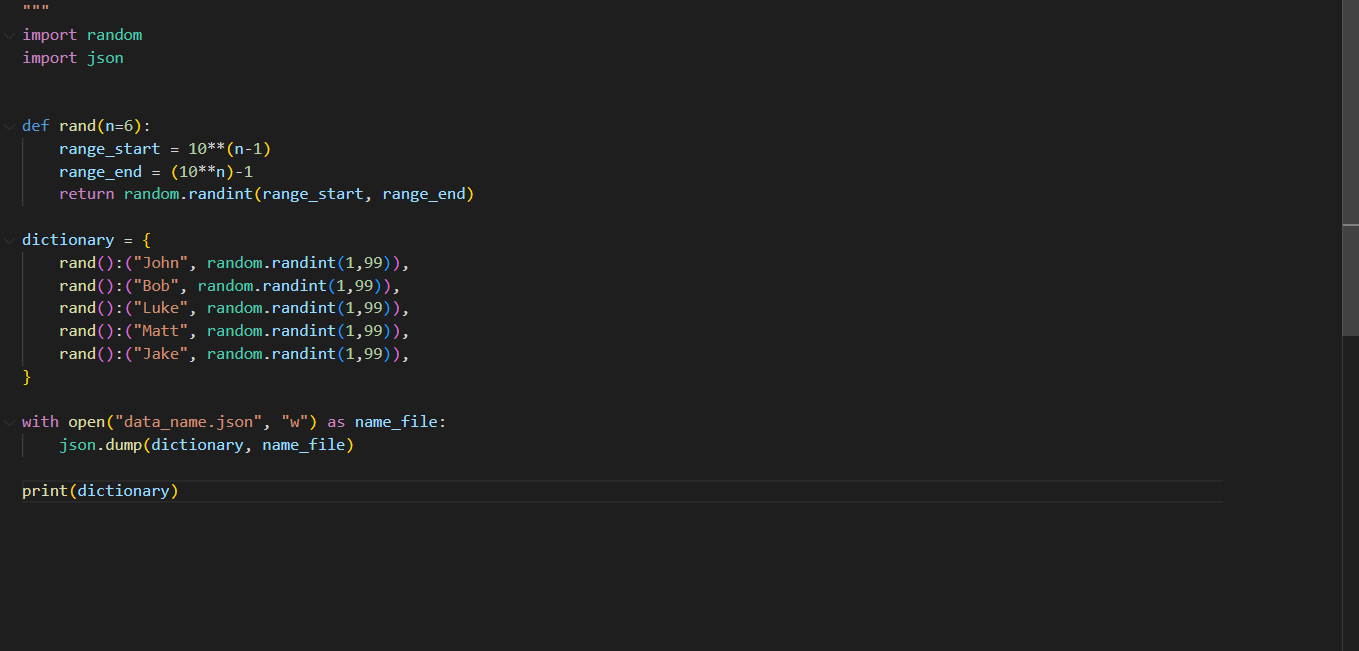 """
import random
import json
def rand(n=6):
    range_start = 10**(n-1)
    range_end = (10**n)-1
    return random.randint(range_start, range_end)
dictionary = {
    rand():("John", random.randint(1,99)),
    rand():("Bob", random.randint(1,99)),
    rand():("Luke", random.randint(1,99)),
    rand():("Matt", random.randint(1,99)),
    rand():("Jake", random.randint(1,99)),
}
with open("data_name.json", "w") as name_file:
    json.dump(dictionary, name_file)
print(dictionary)